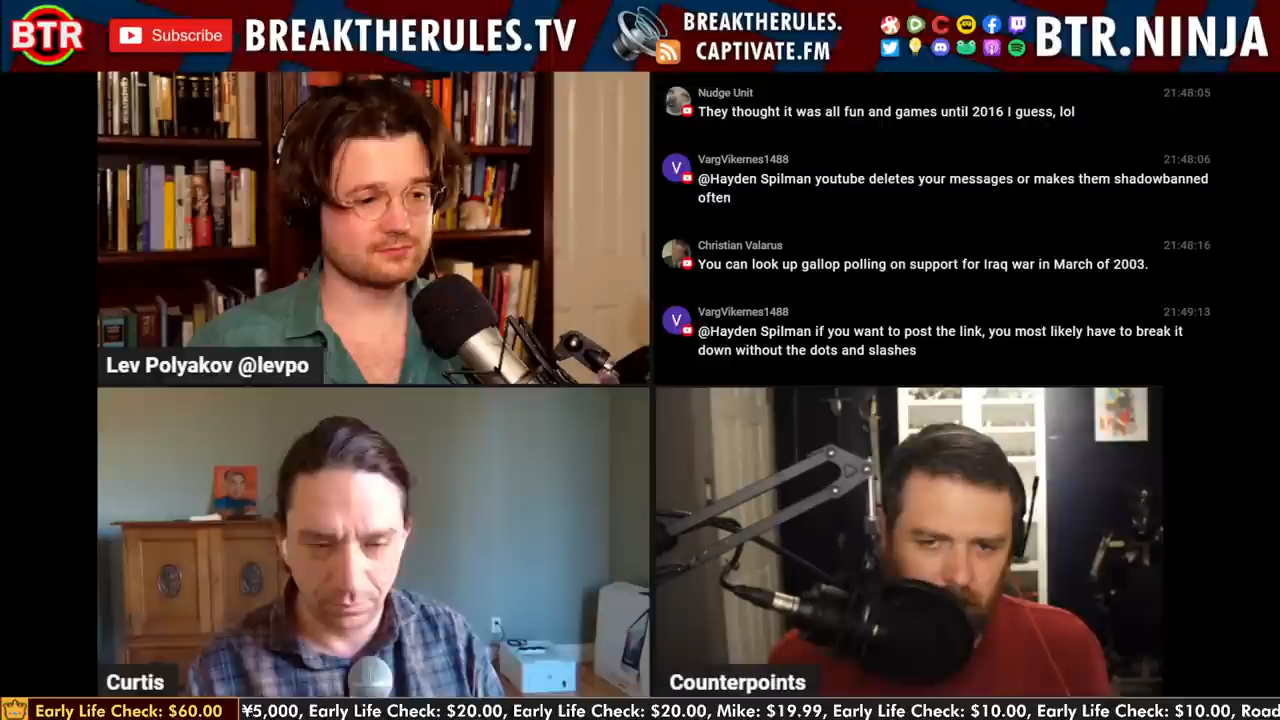 BTR
Subscribe
BREAKTHERULES.TV
BREAKTHERULES.
CAPTIVATE.FM
BTR.NINJA
Nudge Unit
21:48:05
They thought it was all fun and games until 2016 I guess, lol
V
VargVikernes1488
21:48:06
@Hayden Spilman youtube deletes your messages or makes them shadowbanned
often
Christian Valarus
21:48:16
You can look up gallop polling on support for Iraq war in March of 2003.
V
VargVikernes1488
21:49:13
@Hayden Spilman if you want to post the link, you most likely have to break it
down without the dots and slashes
Lev Polyakov @levpo
Curtis
Counterpoints
Early Life Check: $60.00
¥5,000, Early Life Check: $20.00, Early Life Check: $20.00, Mike: $19.99, Early Life Check: $10.00, Early Life Check: $10.00, Road